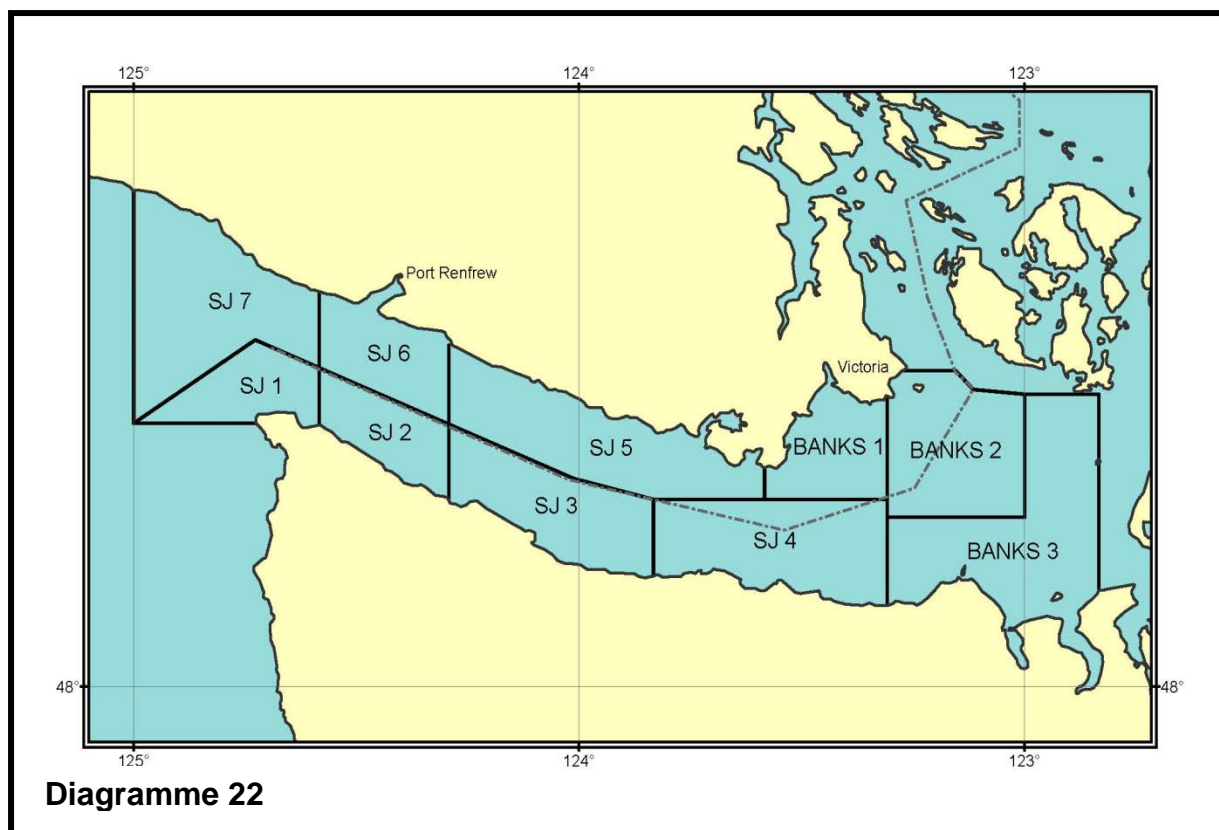 125° 124° 123°
Port Renfrew
SJ 7
SJ 6
Victoria
SJ 1
SJ 2
SJ 5
BANKS 1
BANKS 2
SJ 3
SJ 4
BANKS 3
48° 48°
125° 124° 123°
Diagramme 22